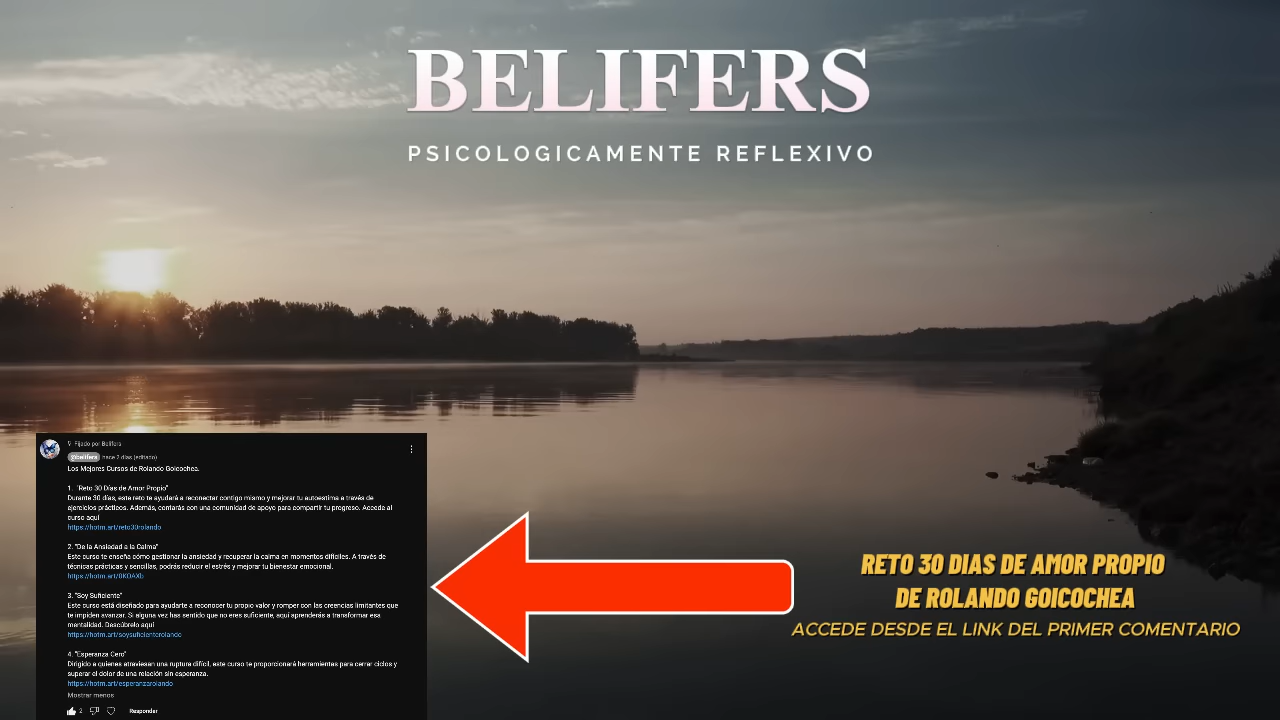 BELIFERS
PSICOLOGICAMENTE REFLEXIVO
Fijado por Belifers
@belifers hace 2 días (editado)
Los Mejores Cursos de Rolando Goicochea.
1. "Reto 30 Días de Amor Propio"
Durante 30 días, este reto te ayudará a reconectar contigo mismo y mejorar tu autoestima a través de
ejercicios prácticos. Además, contarás con una comunidad de apoyo para compartir tu progreso. Accede al
curso aquí
https://hotm.art/reto30rolando
2. "De la Ansiedad a la Calma"
Este curso te enseña cómo gestionar la ansiedad y recuperar la calma en momentos difíciles. A través de
técnicas prácticas y sencillas, podrás reducir el estrés y mejorar tu bienestar emocional.
https://hotm.art/0KOAXb
3. "Soy Suficiente"
Este curso está diseñado para ayudarte a reconocer tu propio valor y romper con las creencias limitantes que
te impiden avanzar. Si alguna vez has sentido que no eres suficiente, aquí aprenderás a transformar esa
mentalidad. Descúbrelo aquí
https://hotm.art/soysuficienterolando
4. "Esperanza Cero"
Dirigido a quienes atraviesan una ruptura difícil, este curso te proporcionará herramientas para cerrar ciclos y
superar el dolor de una relación sin esperanza.
https://hotm.art/esperanzarolando
Mostrar menos
2 Responder
RETO 30 DIAS DE AMOR PROPIO
DE ROLANDO GOICOCHEA
ACCEDE DESDE EL LINK DEL PRIMER COMENTARIO